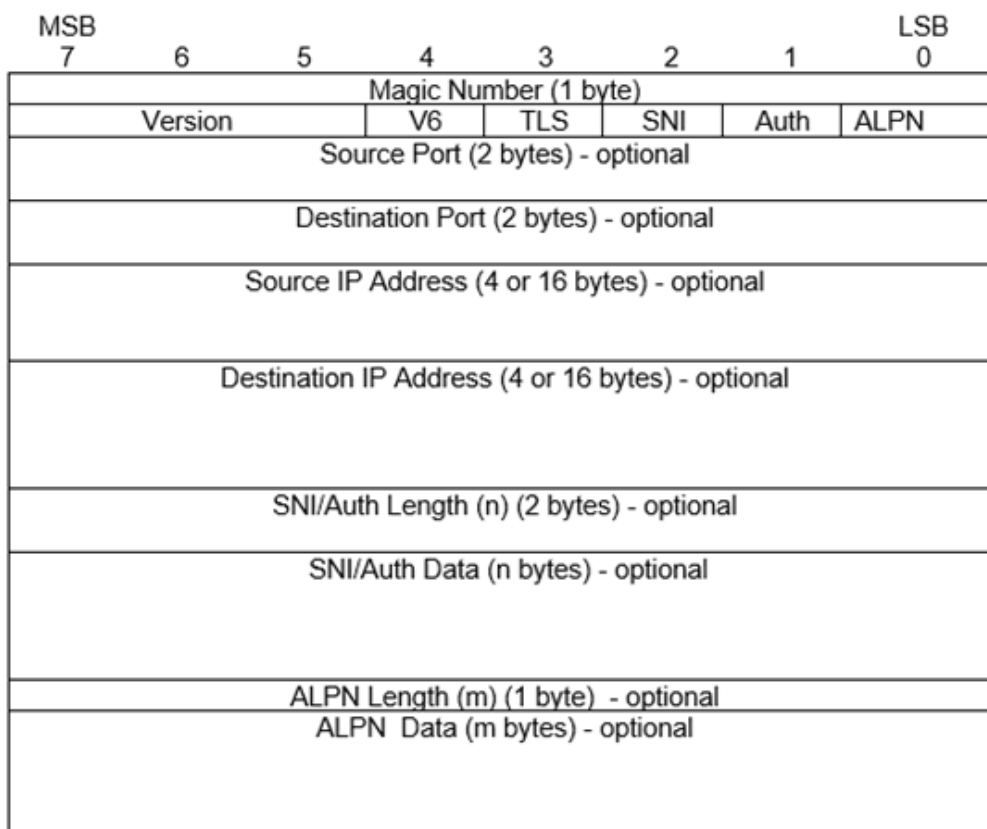 MSB LSB
7 6 5 4 3 2 1 0
Magic Number (1 byte)
Version V6 TLS SNI Auth ALPN
Source Port (2 bytes) - optional
Destination Port (2 bytes) - optional
Source IP Address (4 or 16 bytes) - optional
Destination IP Address (4 or 16 bytes) - optional
SNI/Auth Length (n) (2 bytes) - optional
SNI/Auth Data (n bytes) - optional
ALPN Length (m) (1 byte)  - optional
ALPN  Data (m bytes) - optional